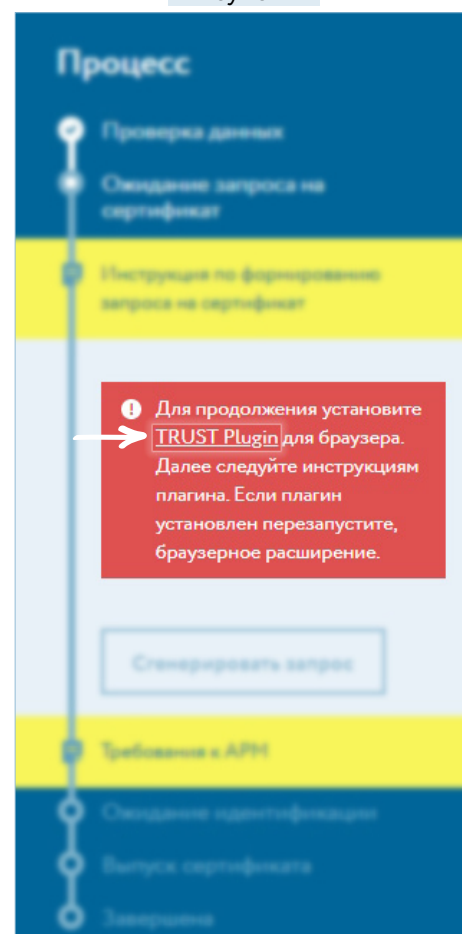 Процесс
Проверка данных
Ожидание запроса на
сертификат
Инструкция по формированию
запроса на сертификат
Для продолжения установите
TRUST Plugin для браузера.
Далее следуйте инструкциям
плагина. Если плагин
установлен перезапустите,
браузерное расширение.
Сгенерировать запрос
Требования к АРМ
Ожидание идентификации
Выпуск сертификата
Завершена